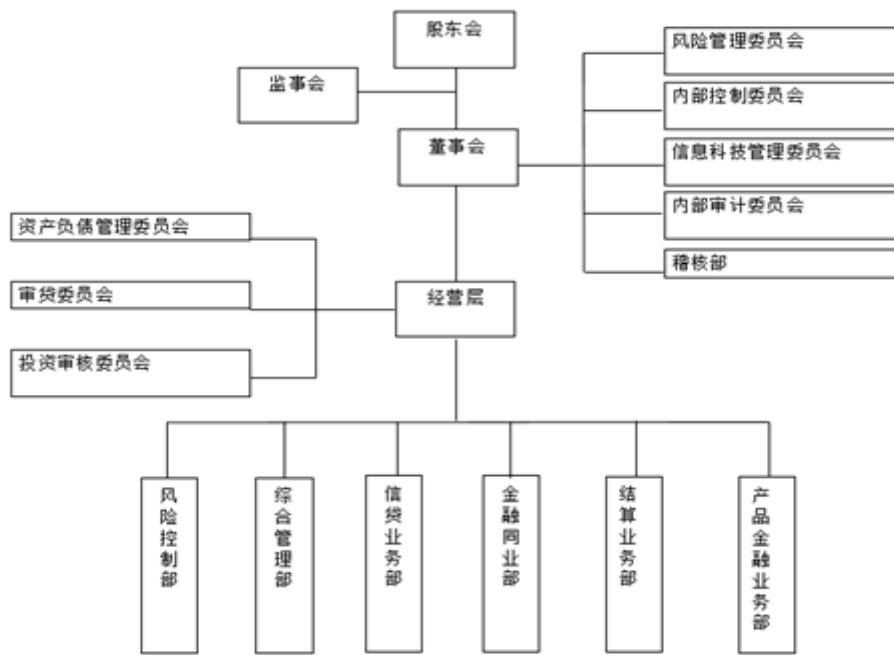 股东会
风险管理委员会
监事会
内部控制委员会
董事会
信息科技管理委员会
内部审计委员会
资产负债管理委员会
稽核部
审贷委员会
经营层
投资审核委员会
风险控制部
综合管理部
信贷业务部
金融同业部
结算业务部
产品金融业务部